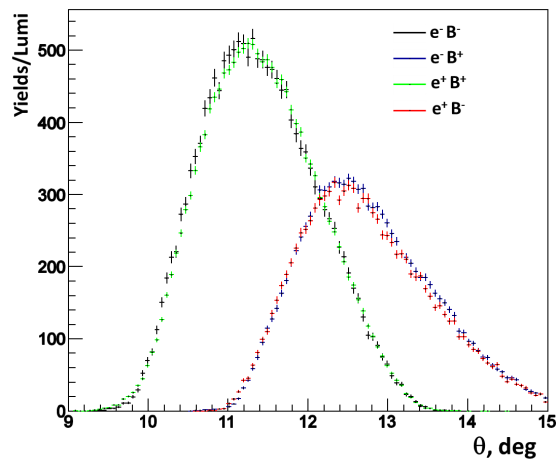 Yields/Lumi
500
400
300
200
100
0
e⁻ B⁻
e⁻ B⁺
e⁺ B⁺
e⁺ B⁻
9 10 11 12 13 14 15
θ, deg